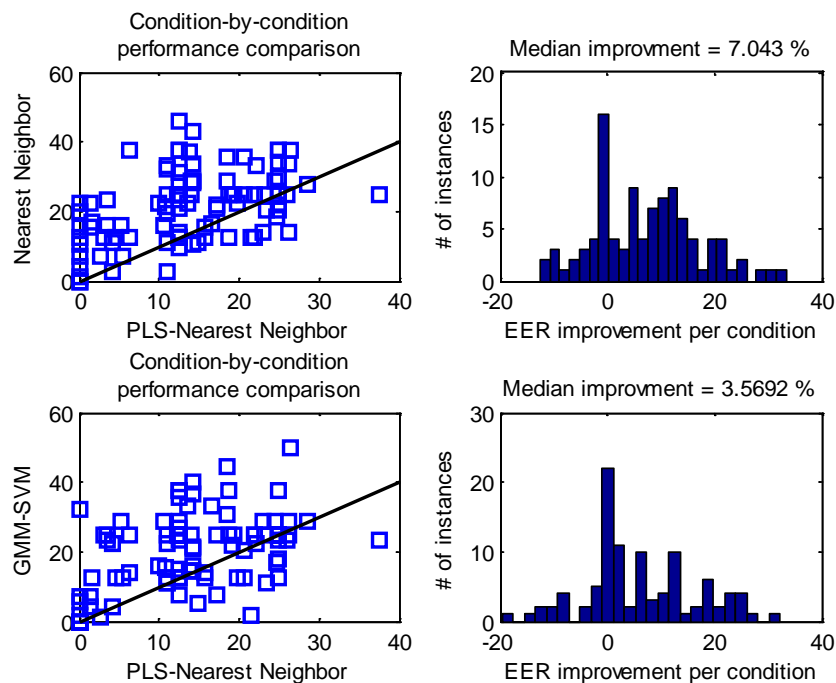 Condition-by-condition
performance comparison
Nearest Neighbor
60
40
20
0
0 10 20 30 40
PLS-Nearest Neighbor
Median improvment = 7.043 %
# of instances
20
15
10
5
0
-20 0 20 40
EER improvment per condition
Condition-by-condition
performance comparison
GMM-SVM
60
40
20
0
0 10 20 30 40
PLS-Nearest Neighbor
Median improvment = 3.5692 %
# of instances
30
20
10
0
-20 0 20 40
EER improvment per condition